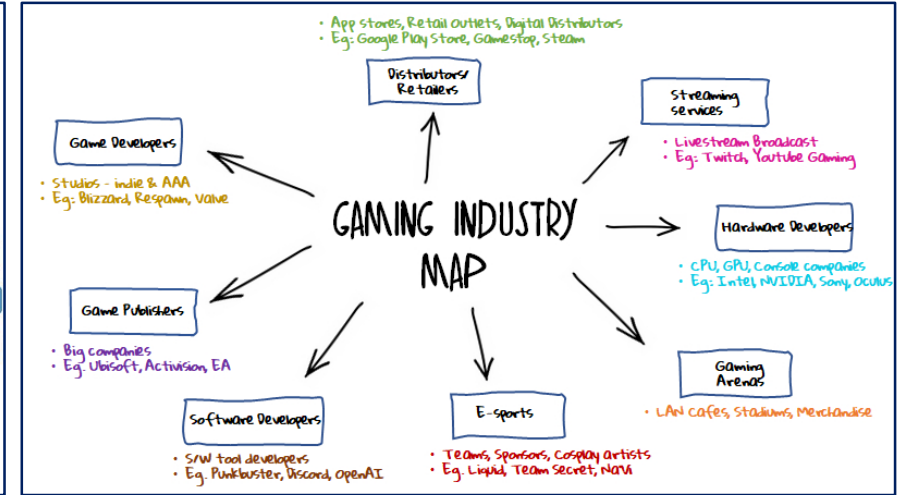 • App stores, Retail Outlets, Digital Distributors
• Eg: Google Play Store, Gamestop, Steam
Distributors/
Retailers
Streaming
services
• Livestream Broadcast
• Eg: Twitch, Youtube Gaming
Game Developers
• Studios - indie & AAA
• Eg: Blizzard, Respawn, Valve
GAMING INDUSTRY
MAP
Hardware Developers
• CPU, GPU, Console companies
• Eg: Intel, NVIDIA, Sony, Oculus
Game Publishers
• Big companies
• Eg. Ubisoft, Activision, EA
Gaming
Arenas
• LAN Cafes, Stadiums, Merchandise
Software Developers
• S/W tool developers
• Eg. Punkbuster, Discord, OpenAI
E-sports
• Teams, Sponsors, Cosplay artists
• Eg. Liquid, Team Secret, NaVi